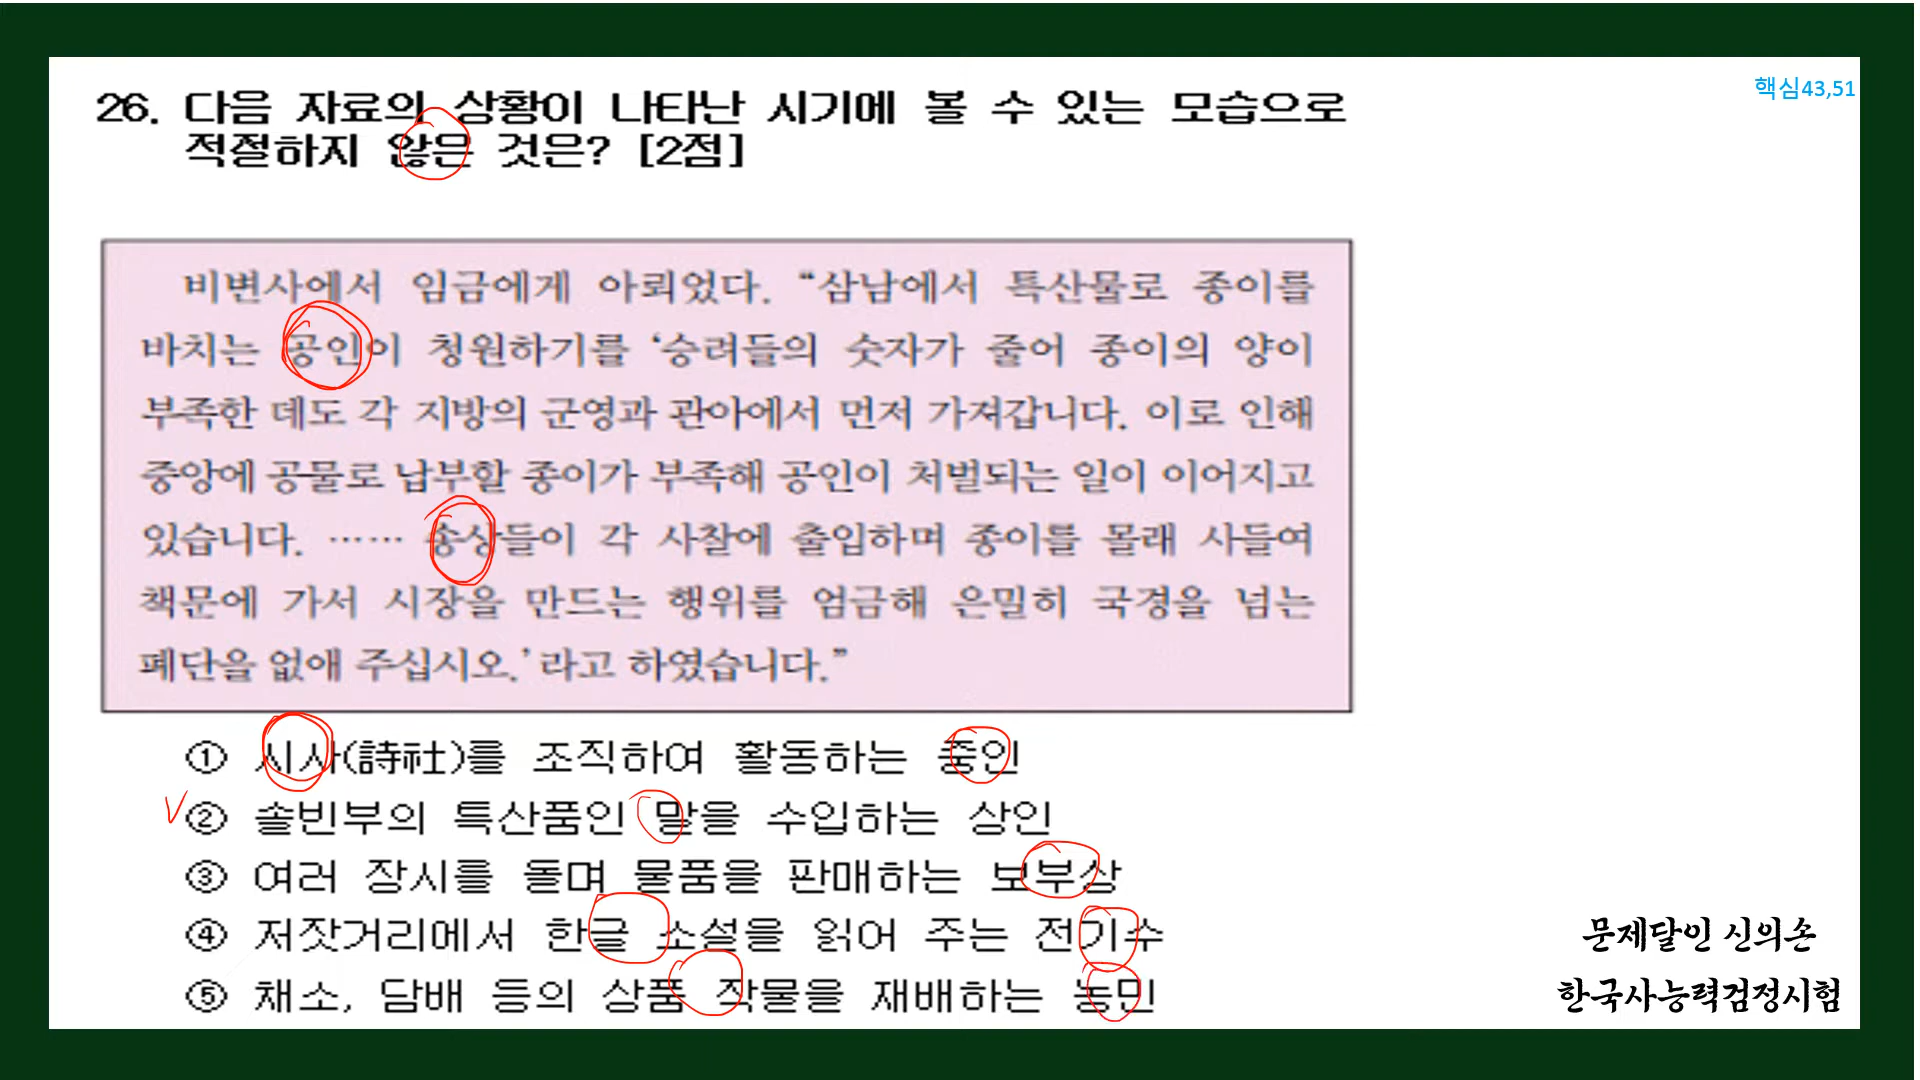 핵심43,51
26. 다음 자료의 상황이 나타난 시기에 볼 수 있는 모습으로
적절하지 않은 것은? [2점]
비변사에서 임금에게 아뢰었다. “삼남에서 특산물로 종이를
바치는 공인이 청원하기를 ‘승려들의 숫자가 줄어 종이의 양이
부족한 데도 각 지방의 군영과 관아에서 먼저 가져갑니다. 이로 인해
중앙에 공물로 납부할 종이가 부족해 공인이 처벌되는 일이 이어지고
있습니다. …… 송상들이 각 사찰에 출입하며 종이를 몰래 사들여
책문에 가서 시장을 만드는 행위를 엄금해 은밀히 국경을 넘는
폐단을 없애 주십시오.’라고 하였습니다.”
① 시사(詩社)를 조직하여 활동하는 중인
② 솔빈부의 특산품인 말을 수입하는 상인
③ 여러 장시를 돌며 물품을 판매하는 보부상
④ 저잣거리에서 한글 소설을 읽어 주는 전기수
⑤ 채소, 담배 등의 상품 작물을 재배하는 농민
문제달인 신의손
한국사능력검정시험